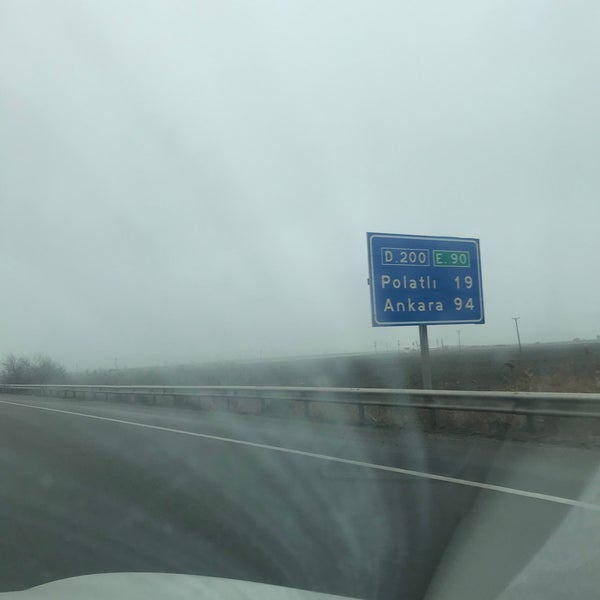 D.200 E.90
Polatlı 19
Ankara 94